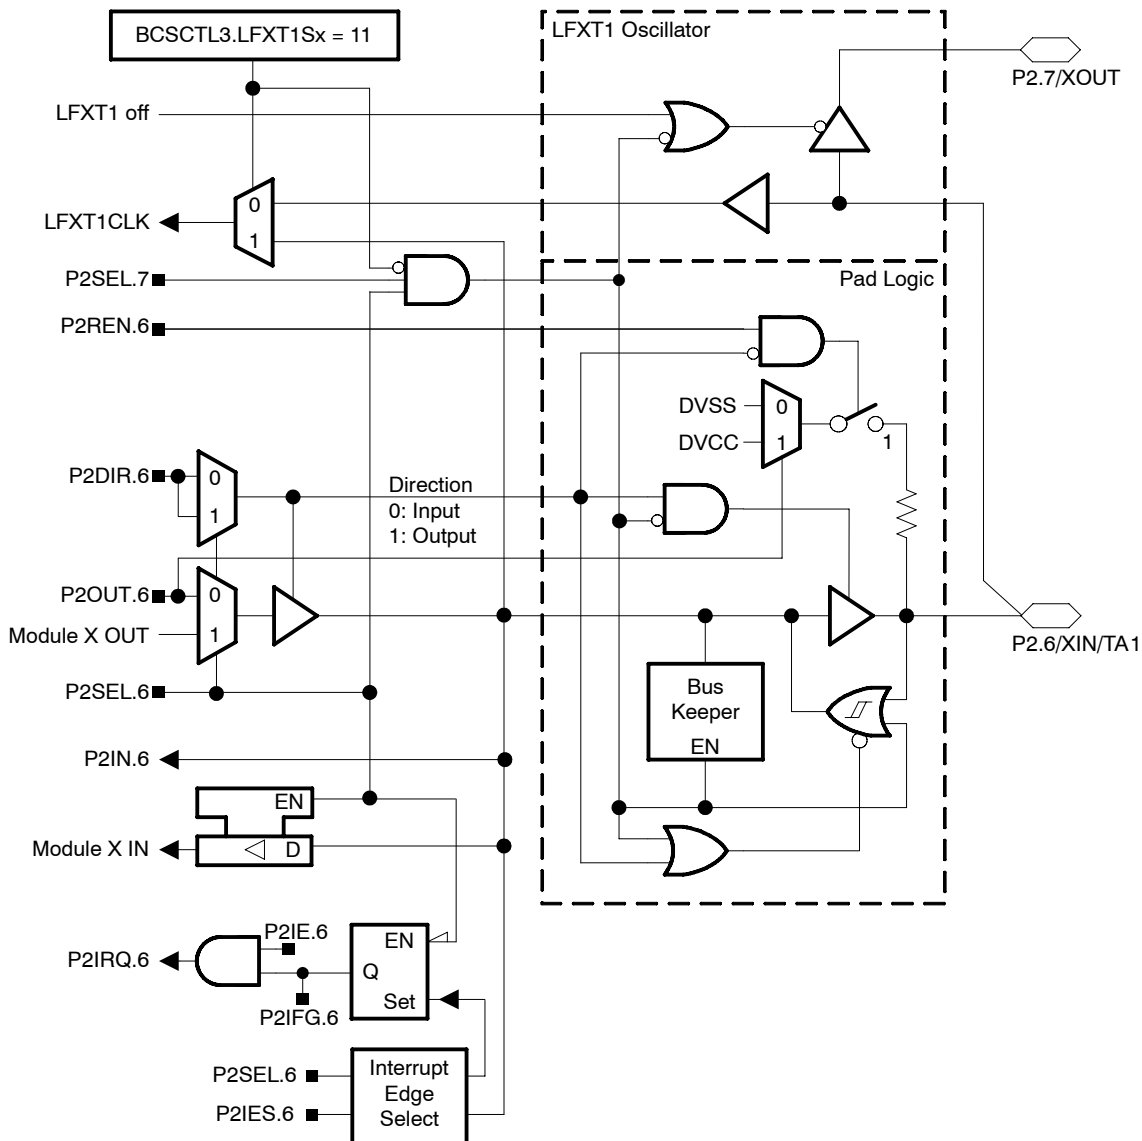 BCSCTL3.LFXT1Sx = 11
LFXT1 Oscillator
P2.7/XOUT
LFXT1 off
0
LFXT1CLK
1
P2SEL.7
Pad Logic
P2REN.6
DVSS
0
DVCC
1
1
P2DIR.6
0
1
Direction
0: Input
1: Output
P2OUT.6
0
Module X OUT
1
P2.6/XIN/TA1
P2SEL.6
Bus
Keeper
EN
P2IN.6
EN
Module X IN
D
P2IE.6
EN
P2IRQ.6
Q
Set
P2IFG.6
P2SEL.6
Interrupt
Edge
Select
P2IES.6